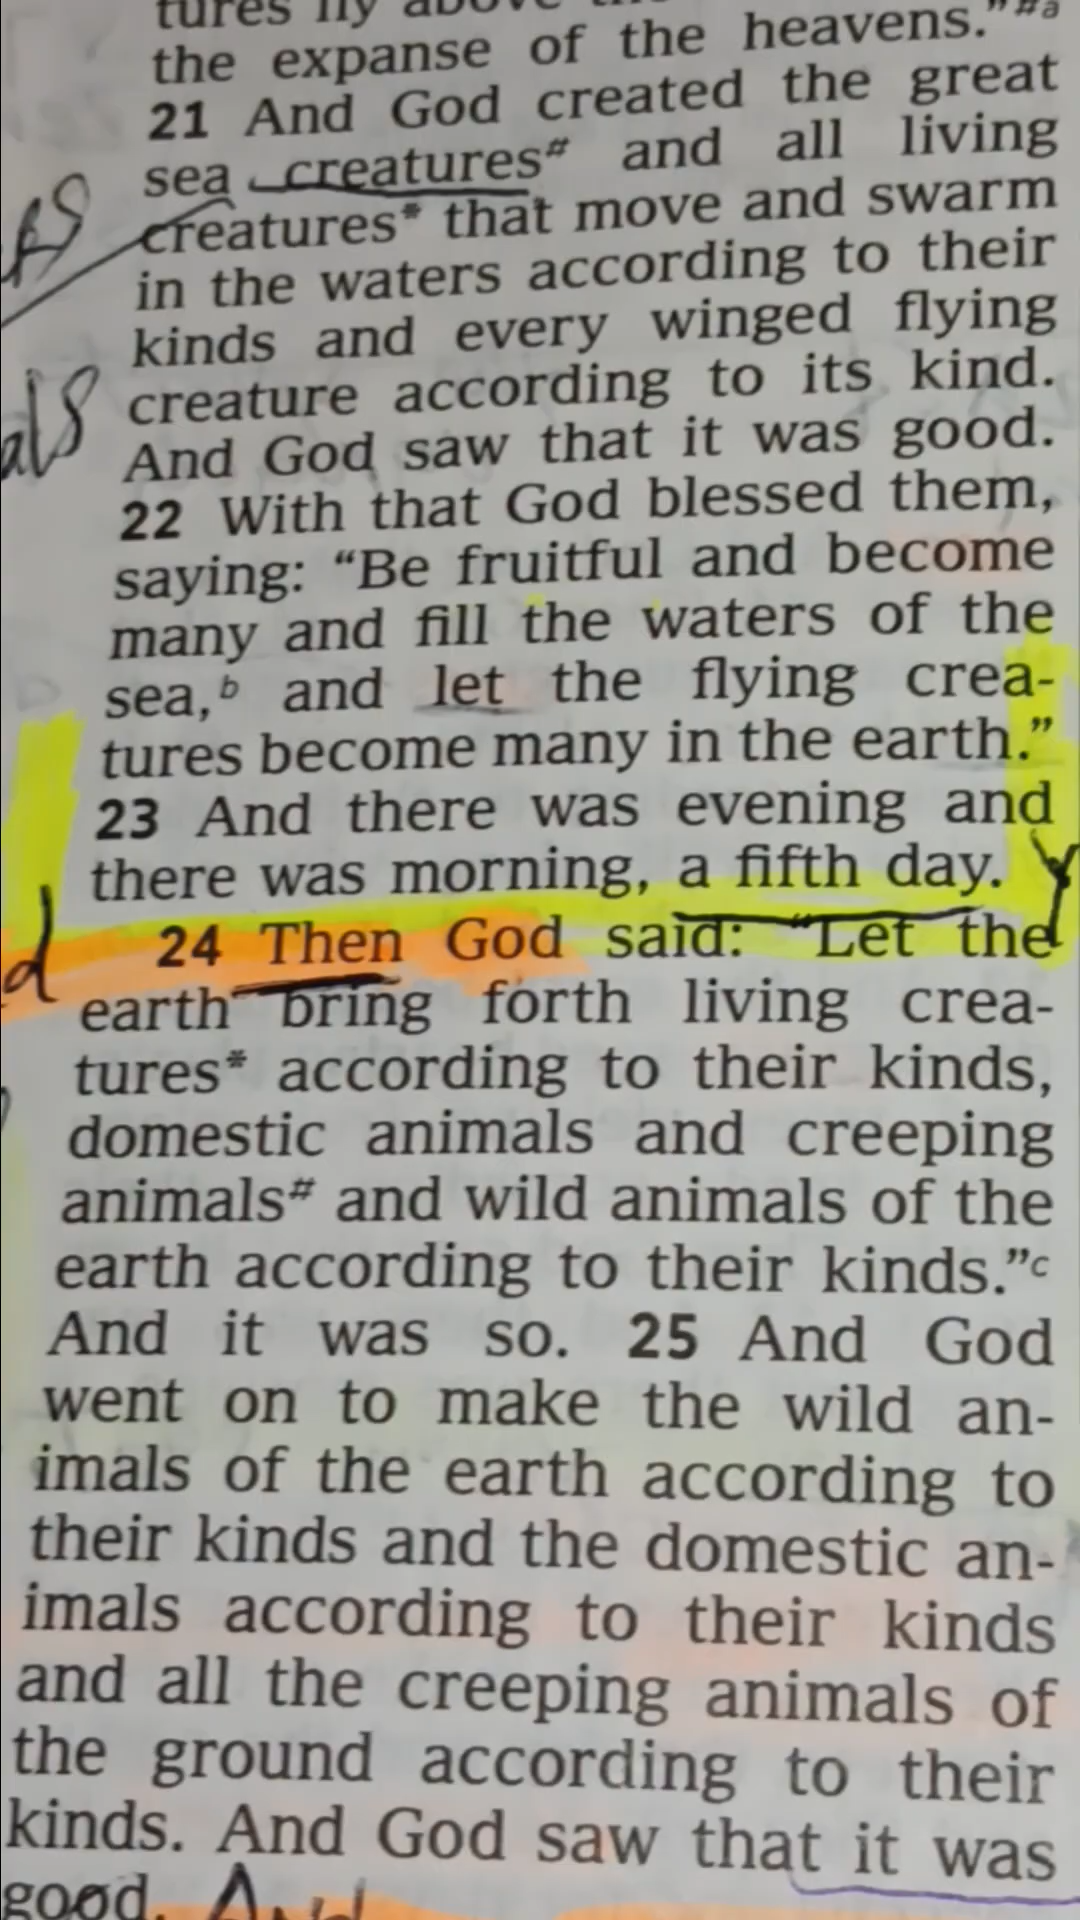 tures fly above the
the expanse of the heavens."#a
21 And God created the great
sea creatures# and all living
creatures* that move and swarm
in the waters according to their
kinds and every winged flying
creature according to its kind.
And God saw that it was good.
22 With that God blessed them,
saying: “Be fruitful and become
many and fill the waters of the
sea,b and let the flying crea-
tures become many in the earth.”
23 And there was evening and
there was morning, a fifth day.
24 Then God said: “Let the
earth bring forth living crea-
tures* according to their kinds,
domestic animals and creeping
animals# and wild animals of the
earth according to their kinds.”c
And it was so. 25 And God
went on to make the wild an-
imals of the earth according to
their kinds and the domestic an-
imals according to their kinds
and all the creeping animals of
the ground according to their
kinds. And God saw that it was
good. And